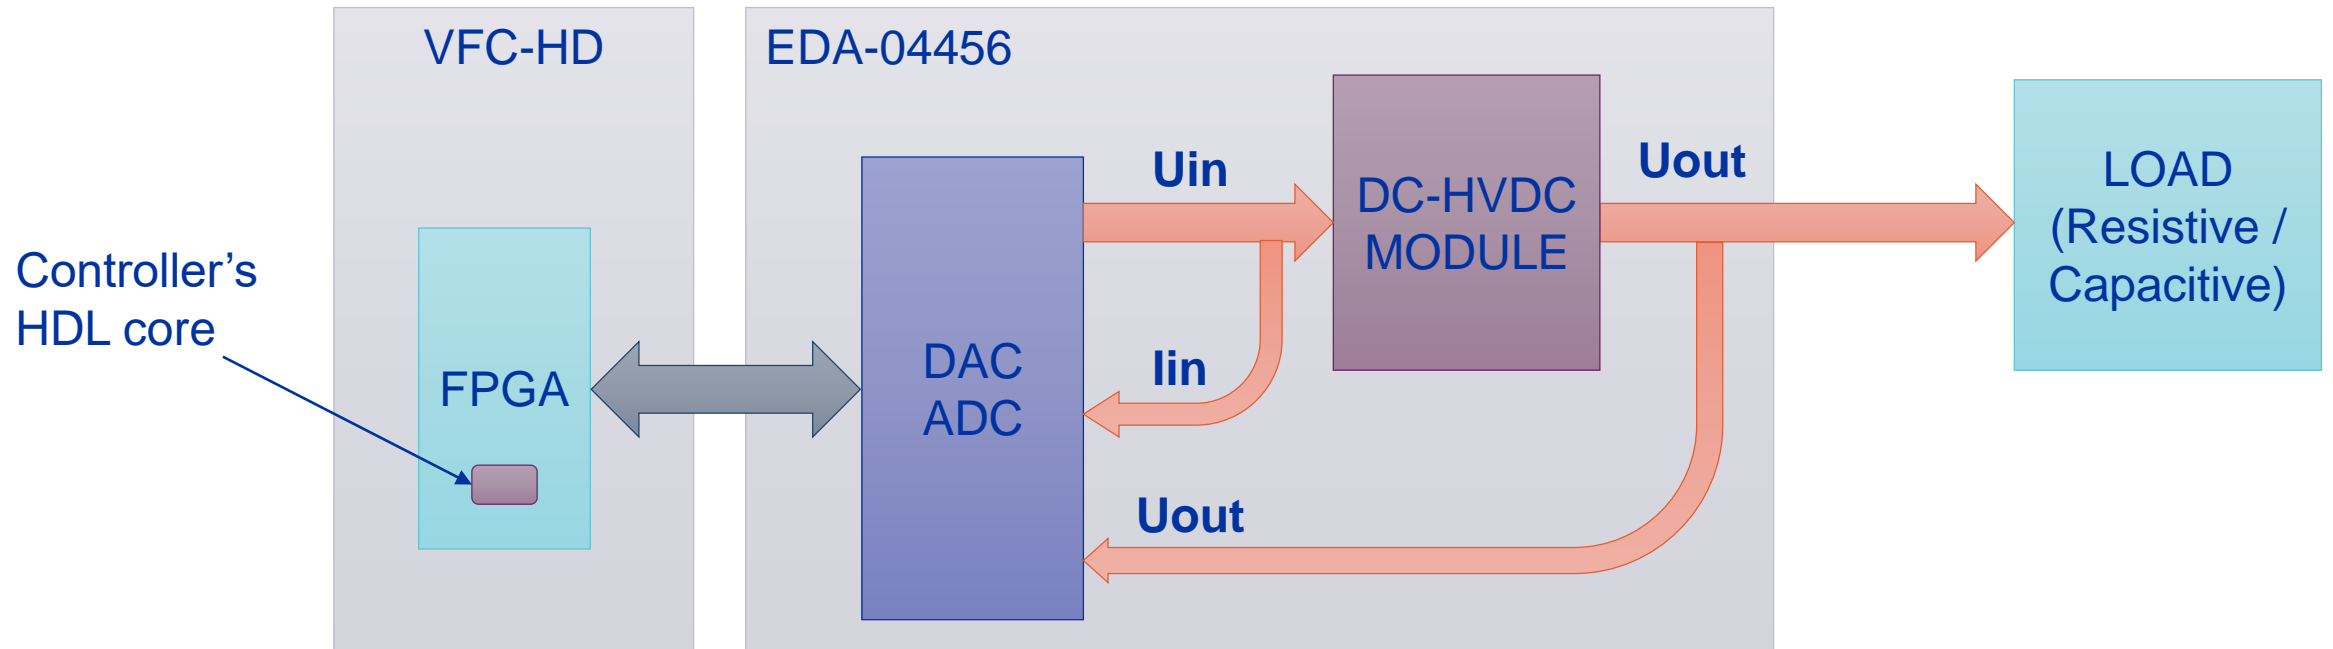 VFC-HD
EDA-04456
Controller's
HDL core
FPGA
DAC
ADC
Uin
Iin
Uout
DC-HVDC
MODULE
Uout
LOAD
(Resistive /
Capacitive)